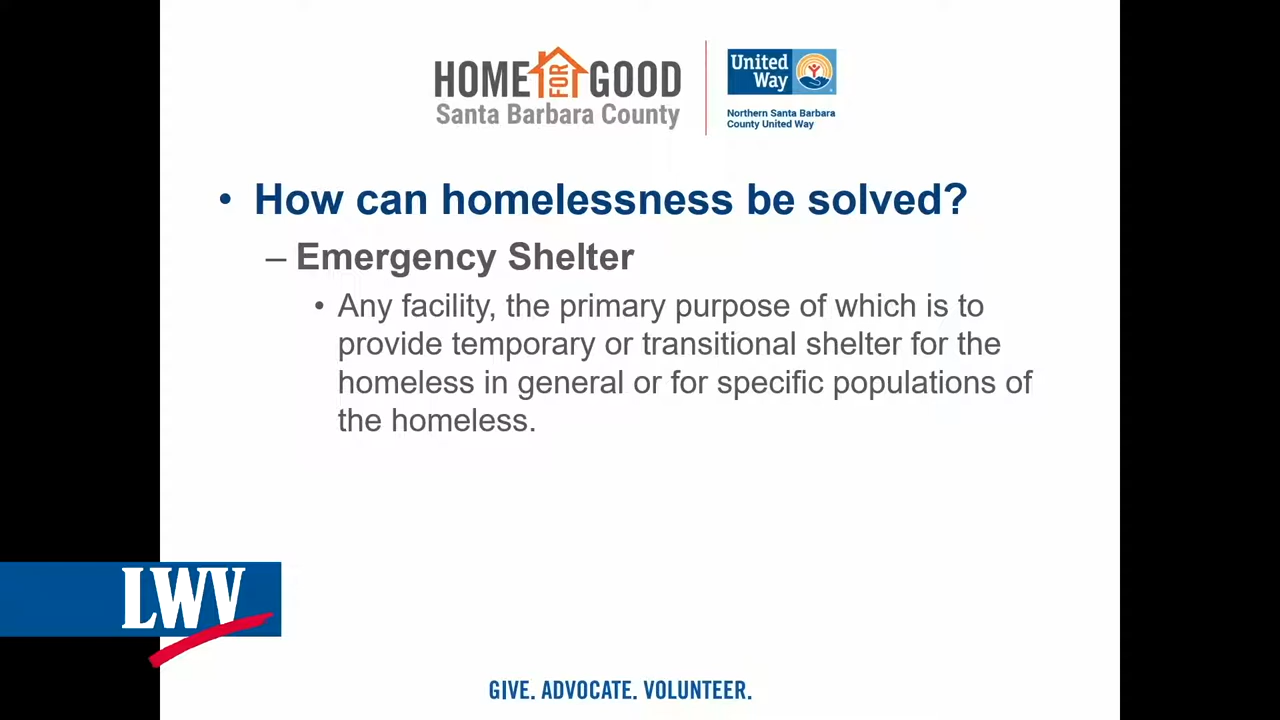 HOME FOR GOOD
Santa Barbara County
United
Way
Northern Santa Barbara
County United Way
• How can homelessness be solved?
– Emergency Shelter
• Any facility, the primary purpose of which is to
provide temporary or transitional shelter for the
homeless in general or for specific populations of
the homeless.
LWV
GIVE. ADVOCATE. VOLUNTEER.